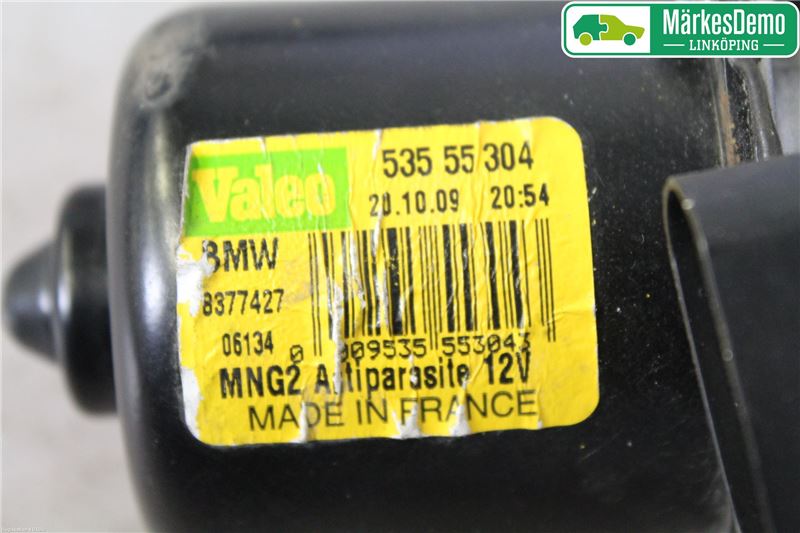 MärkesDemo
LINKÖPING
Valeo
535 55 304
20.10.09 20:54
BMW
8377427
06134
0 009535 553043
MNG2 Antiparasite 12V
MADE IN FRANCE